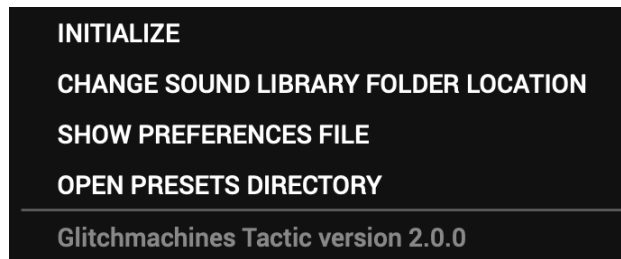 INITIALIZE
CHANGE SOUND LIBRARY FOLDER LOCATION
SHOW PREFERENCES FILE
OPEN PRESETS DIRECTORY
Glitchmachines Tactic version 2.0.0